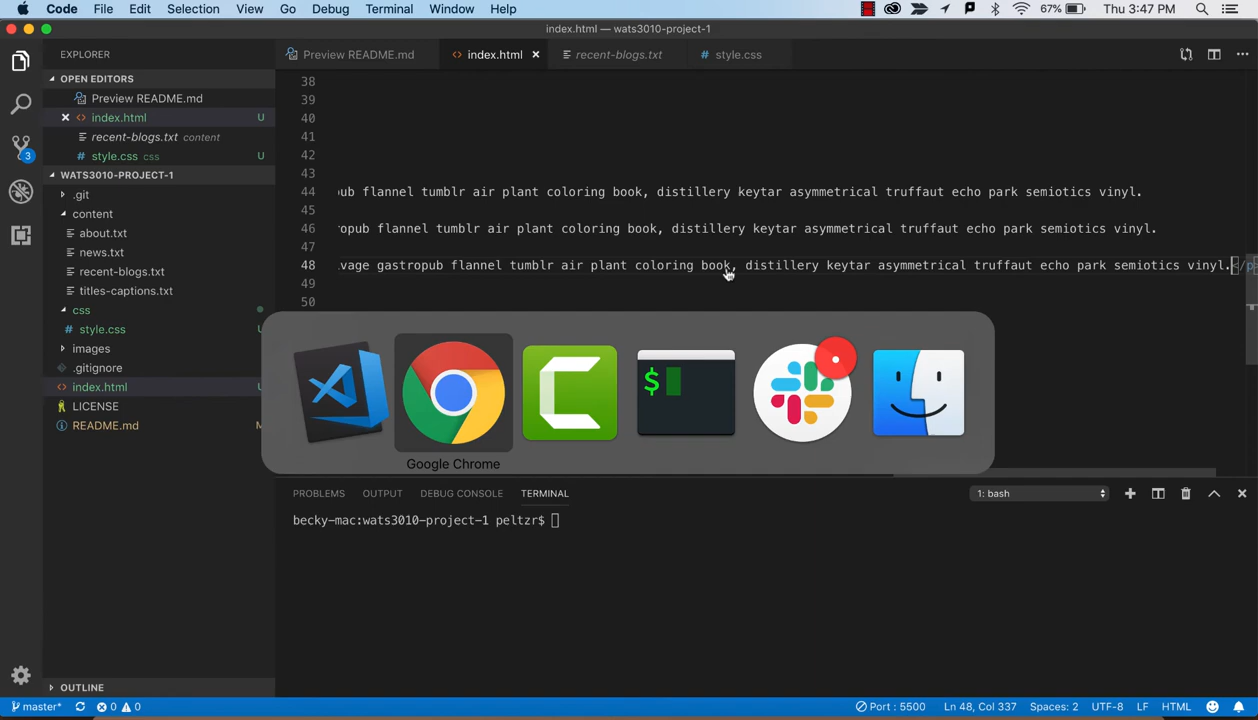 Code File Edit Selection View Go Debug Terminal Window Help 67% Thu 3:47 PM
index.html — wats3010-project-1
EXPLORER Preview README.md index.html recent-blogs.txt style.css
OPEN EDITORS
Preview README.md
index.html U
recent-blogs.txt content
style.css css U
WATS3010-PROJECT-1
.git
content
about.txt
news.txt
recent-blogs.txt
titles-captions.txt
css
style.css U
images
.gitignore
index.html
LICENSE
README.md
OUTLINE
38
39
40
41
42
43
44 ub flannel tumblr air plant coloring book, distillery keytar asymmetrical truffaut echo park semiotics vinyl.
45
46 opub flannel tumblr air plant coloring book, distillery keytar asymmetrical truffaut echo park semiotics vinyl.
47
48 lvage gastropub flannel tumblr air plant coloring book, distillery keytar asymmetrical truffaut echo park semiotics vinyl.</p
49
50
$
Google Chrome
PROBLEMS OUTPUT DEBUG CONSOLE TERMINAL 1: bash
becky-mac:wats3010-project-1 peltzr$
3
master* 0 0 Port : 5500 Ln 48, Col 337 Spaces: 2 UTF-8 LF HTML